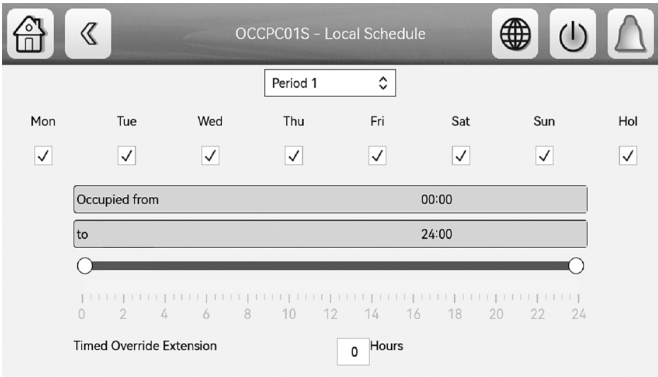 OCCPC01S – Local Schedule
Period 1
Mon Tue Wed Thu Fri Sat Sun Hol
Occupied from 00:00
to 24:00
0 2 4 6 8 10 12 14 16 18 20 22 24
Timed Override Extension 0 Hours